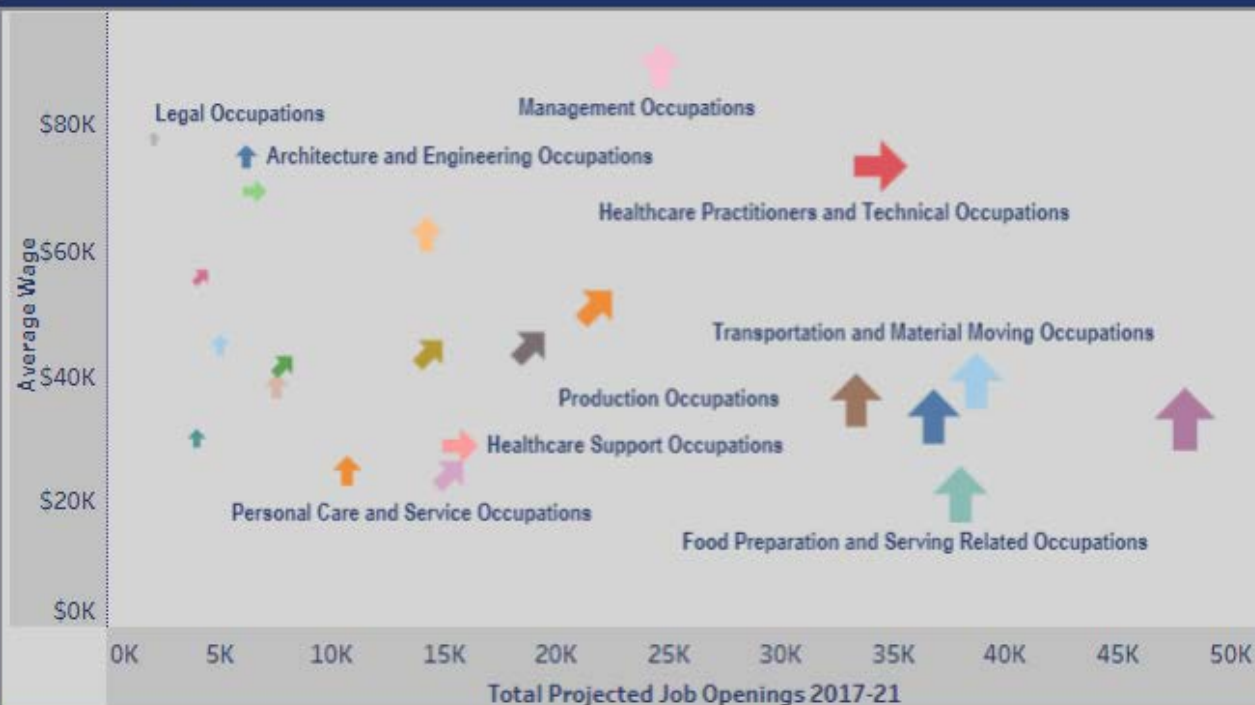 Legal Occupations
Management Occupations
$80K
Architecture and Engineering Occupations
Healthcare Practitioners and Technical Occupations
$60K
Average Wage
Transportation and Material Moving Occupations
$40K
Production Occupations
Healthcare Support Occupations
$20K
Personal Care and Service Occupations
Food Preparation and Serving Related Occupations
$0K
0K 5K 10K 15K 20K 25K 30K 35K 40K 45K 50K
Total Projected Job Openings 2017-21